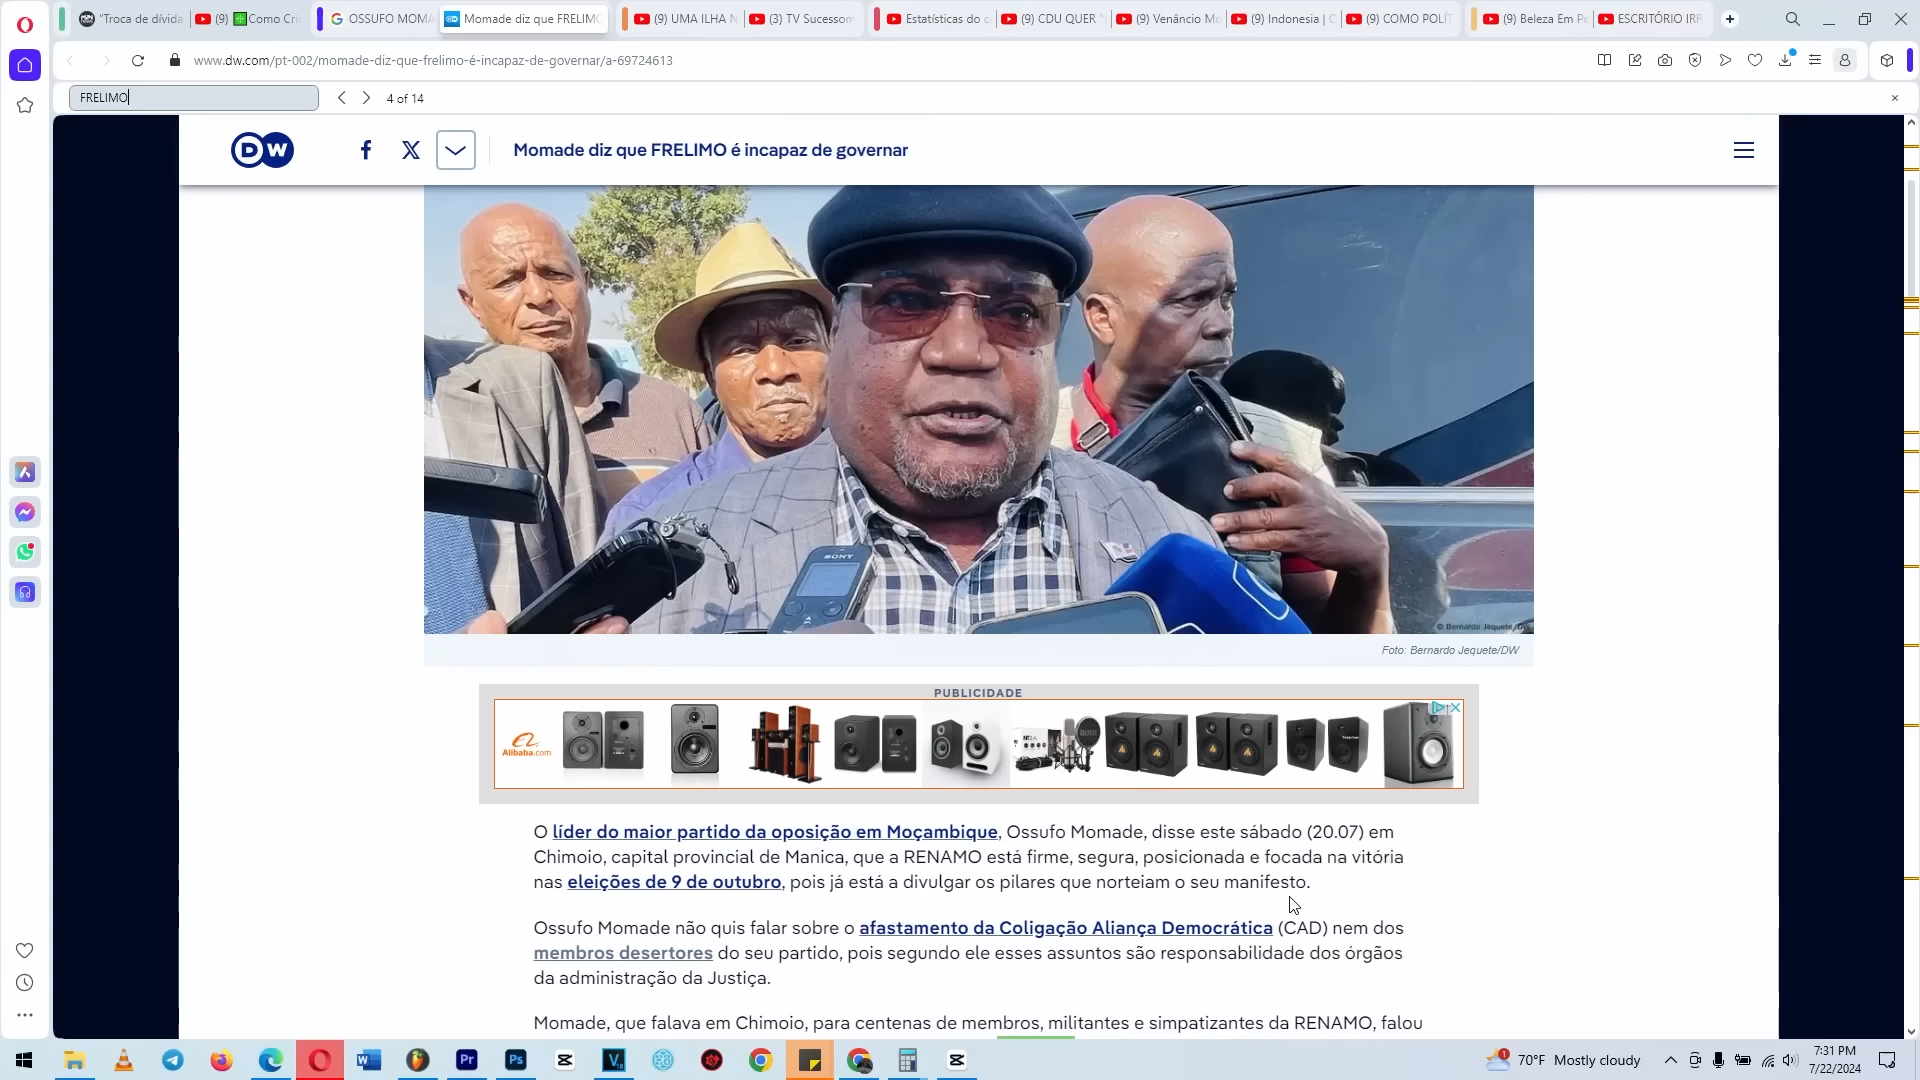 "Troca de dívida
(9)
Como Cri
OSSUFO MOMA
Momade diz que FRELIMO
(9) UMA ILHA N
(3) TV Sucessom
Estatísticas do c
(9) CDU QUER
(9) Venâncio Mo
(9) Indonesia | C
(9) COMO POLÍT
(9) Beleza Em Pe
ESCRITÓRIO IRR
www.dw.com/pt-002/momade-diz-que-frelimo-é-incapaz-de-governar/a-69724613
FRELIMO
4 of 14
DW
Momade diz que FRELIMO é incapaz de governar
SONY
© Bernardo Jequete/DW
Foto: Bernardo Jequete/DW
PUBLICIDADE
Alibaba.com
O líder do maior partido da oposição em Moçambique, Ossufo Momade, disse este sábado (20.07) em
Chimoio, capital provincial de Manica, que a RENAMO está firme, segura, posicionada e focada na vitória
nas eleições de 9 de outubro, pois já está a divulgar os pilares que norteiam o seu manifesto.
Ossufo Momade não quis falar sobre o afastamento da Coligação Aliança Democrática (CAD) nem dos
membros desertores do seu partido, pois segundo ele esses assuntos são responsabilidade dos órgãos
da administração da Justiça.
Momade, que falava em Chimoio, para centenas de membros, militantes e simpatizantes da RENAMO, falou
70°F Mostly cloudy
7:31 PM
7/22/2024